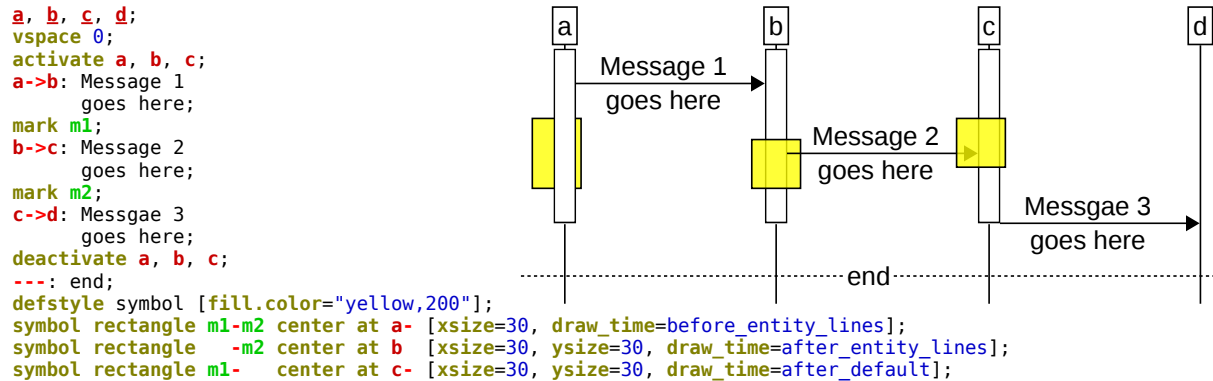 a, b, c, d;
vspace 0;
activate a, b, c;
a->b: Message 1
      goes here;
mark m1;
b->c: Message 2
      goes here;
mark m2;
c->d: Messgae 3
      goes here;
deactivate a, b, c;
---: end;
defstyle symbol [fill.color="yellow,200"];
symbol rectangle m1-m2 center at a- [xsize=30, draw_time=before_entity_lines];
symbol rectangle   -m2 center at b  [xsize=30, ysize=30, draw_time=after_entity_lines];
symbol rectangle m1-   center at c- [xsize=30, ysize=30, draw_time=after_default];
a
b
c
d
Message 1
goes here
Message 2
goes here
Messgae 3
goes here
end